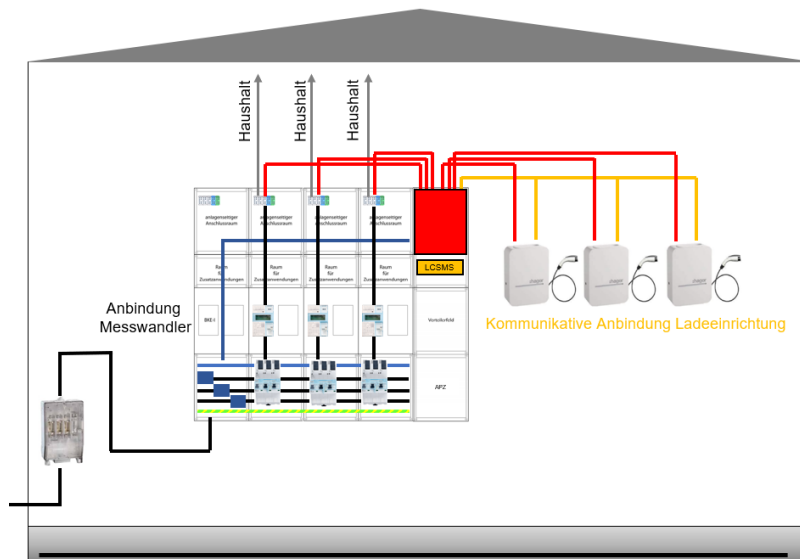 Haushalt
Haushalt
Haushalt
anlagenseitiger
Anschlussraum
anlagenseitiger
Anschlussraum
anlagenseitiger
Anschlussraum
anlagenseitiger
Anschlussraum
Raum
für
Zusatzanwendungen
Raum
für
Zusatzanwendungen
Raum
für
Zusatzanwendungen
Raum
für
Zusatzanwendungen
LCSMS
Anbindung
Messwandler
BKE-I
Verteilerfeld
Kommunikative Anbindung Ladeeinrichtung
APZ